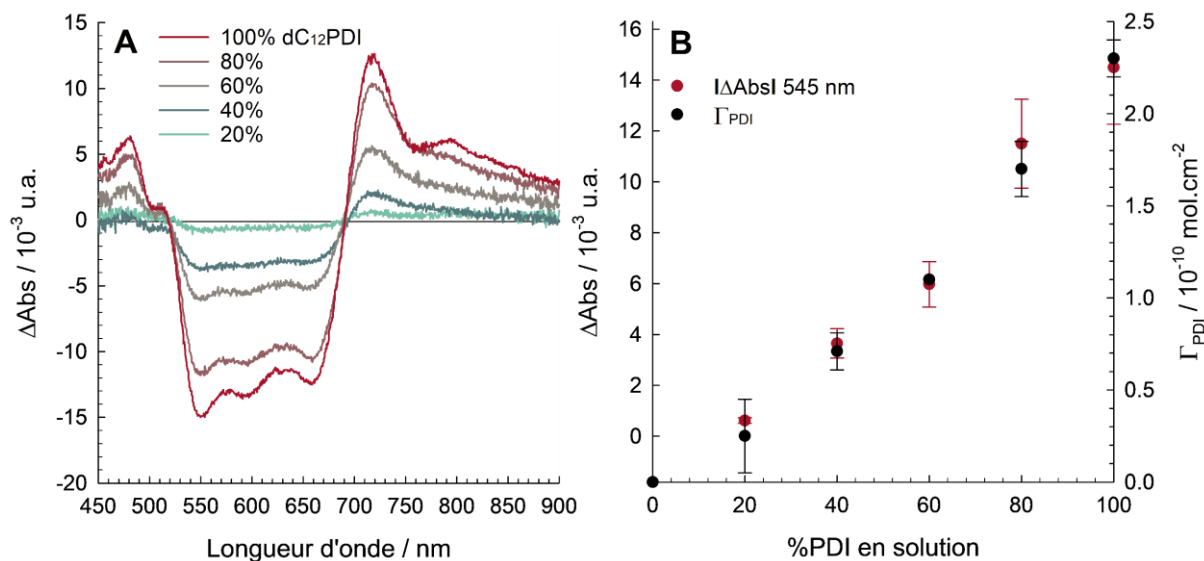 A
100% dC₁₂PDI
80%
60%
40%
20%
15
10
5
0
-5
-10
-15
-20
ΔAbs / 10⁻³ u.a.
450 500 550 600 650 700 750 800 850 900
Longueur d'onde / nm
B
IΔAbsI 545 nm
Γ_PDI
16
14
12
10
8
6
4
2
0
ΔAbs / 10⁻³ u.a.
2.5
2.0
1.5
1.0
0.5
0.0
Γ_PDI / 10⁻¹⁰ mol.cm⁻²
0 20 40 60 80 100
%PDI en solution